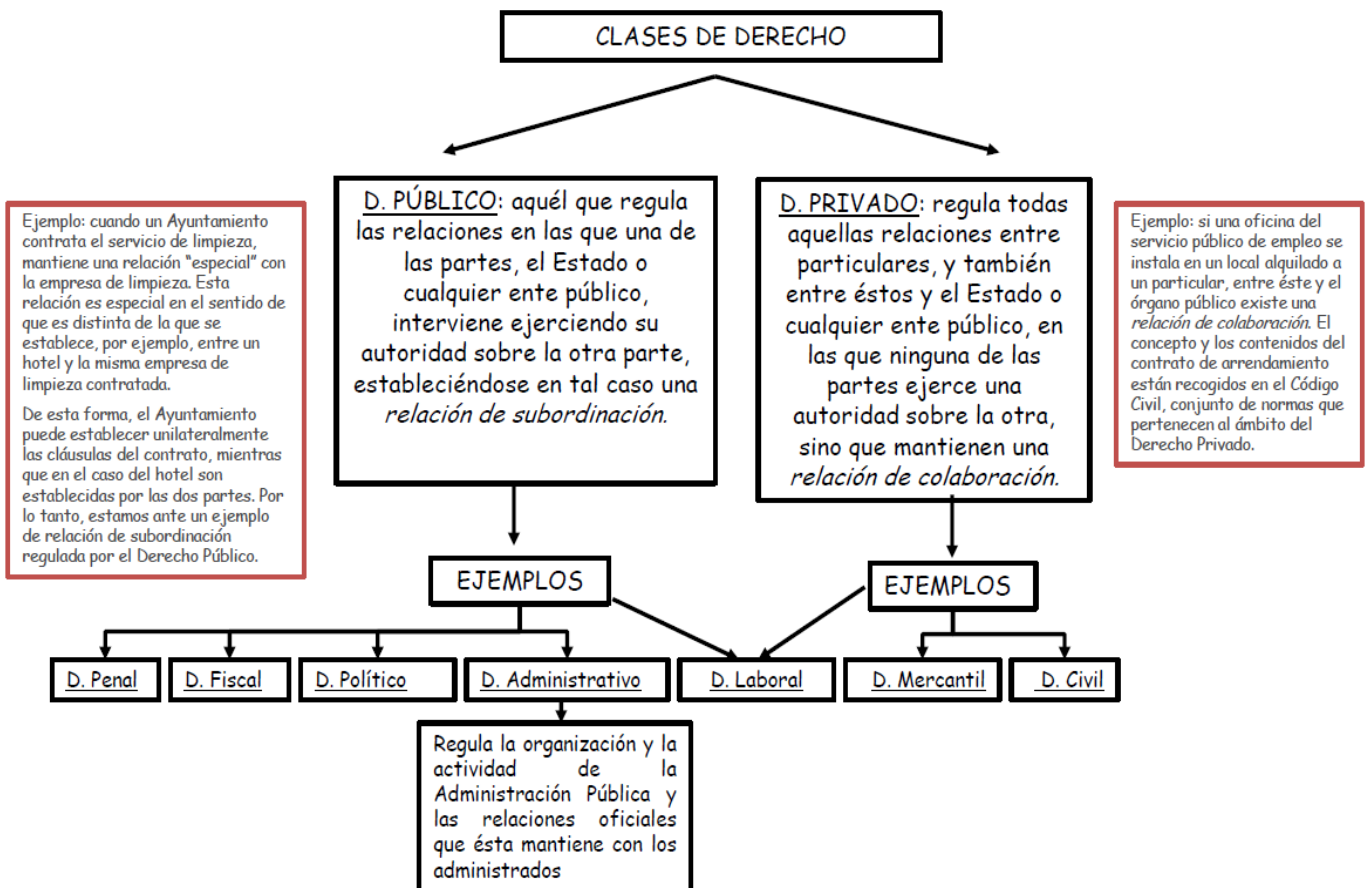 CLASES DE DERECHO
Ejemplo: cuando un Ayuntamiento
contrata el servicio de limpieza,
mantiene una relación “especial” con
la empresa de limpieza. Esta
relación es especial en el sentido de
que es distinta de la que se
establece, por ejemplo, entre un
hotel y la misma empresa de
limpieza contratada.
De esta forma, el Ayuntamiento
puede establecer unilateralmente
las cláusulas del contrato, mientras
que en el caso del hotel son
establecidas por las dos partes. Por
lo tanto, estamos ante un ejemplo
de relación de subordinación
regulada por el Derecho Público.
D. PÚBLICO: aquél que regula
las relaciones en las que una de
las partes, el Estado o
cualquier ente público,
interviene ejerciendo su
autoridad sobre la otra parte,
estableciéndose en tal caso una
relación de subordinación.
D. PRIVADO: regula todas
aquellas relaciones entre
particulares, y también
entre éstos y el Estado o
cualquier ente público, en
las que ninguna de las
partes ejerce una
autoridad sobre la otra,
sino que mantienen una
relación de colaboración.
Ejemplo: si una oficina del
servicio público de empleo se
instala en un local alquilado a
un particular, entre éste y el
órgano público existe una
relación de colaboración. El
concepto y los contenidos del
contrato de arrendamiento
están recogidos en el Código
Civil, conjunto de normas que
pertenecen al ámbito del
Derecho Privado.
EJEMPLOS
EJEMPLOS
D. Penal
D. Fiscal
D. Político
D. Administrativo
D. Laboral
D. Mercantil
D. Civil
Regula la organización y la
actividad de la
Administración Pública y
las relaciones oficiales
que ésta mantiene con los
administrados